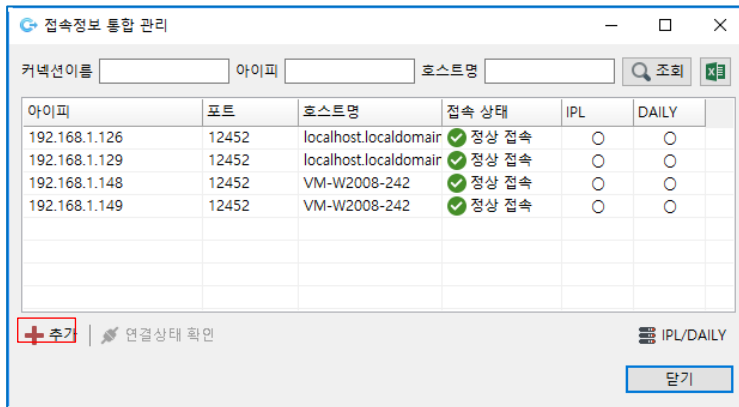 접속정보 통합 관리
커넥션이름 아이피 호스트명 조회
아이피 포트 호스트명 접속 상태 IPL DAILY
192.168.1.126 12452 localhost.localdomain 정상 접속 ○ ○
192.168.1.129 12452 localhost.localdomain 정상 접속 ○ ○
192.168.1.148 12452 VM-W2008-242 정상 접속 ○ ○
192.168.1.149 12452 VM-W2008-242 정상 접속 ○ ○
추가 연결상태 확인 IPL/DAILY
닫기